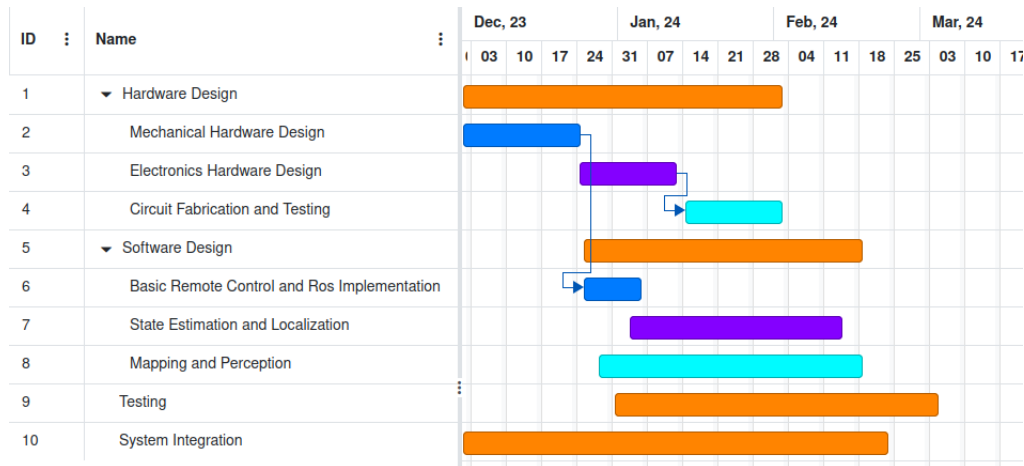 ID Name Dec, 23 Jan, 24 Feb, 24 Mar, 24
03 10 17 24 31 07 14 21 28 04 11 18 25 03 10 17
1 Hardware Design
2 Mechanical Hardware Design
3 Electronics Hardware Design
4 Circuit Fabrication and Testing
5 Software Design
6 Basic Remote Control and Ros Implementation
7 State Estimation and Localization
8 Mapping and Perception
9 Testing
10 System Integration